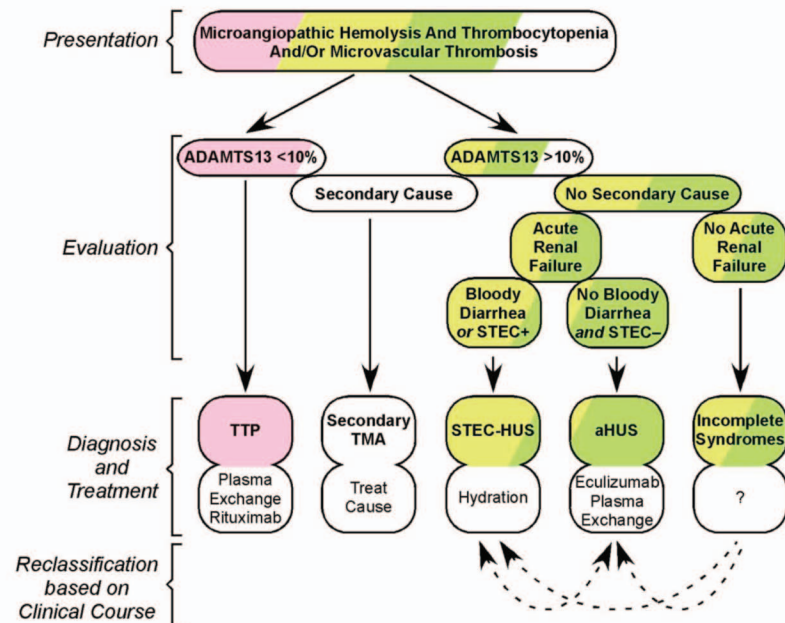 Presentation
Microangiopathic Hemolysis And Thrombocytopenia
And/Or Microvascular Thrombosis
Evaluation
ADAMTS13 <10%
ADAMTS13 >10%
Secondary Cause
No Secondary Cause
Acute
Renal
Failure
No Acute
Renal
Failure
Bloody
Diarrhea
or STEC+
No Bloody
Diarrhea
and STEC–
Diagnosis
and
Treatment
TTP
Plasma
Exchange
Rituximab
Secondary
TMA
Treat
Cause
STEC-HUS
Hydration
aHUS
Eculizumab
Plasma
Exchange
Incomplete
Syndromes
?
Reclassification
based on
Clinical Course